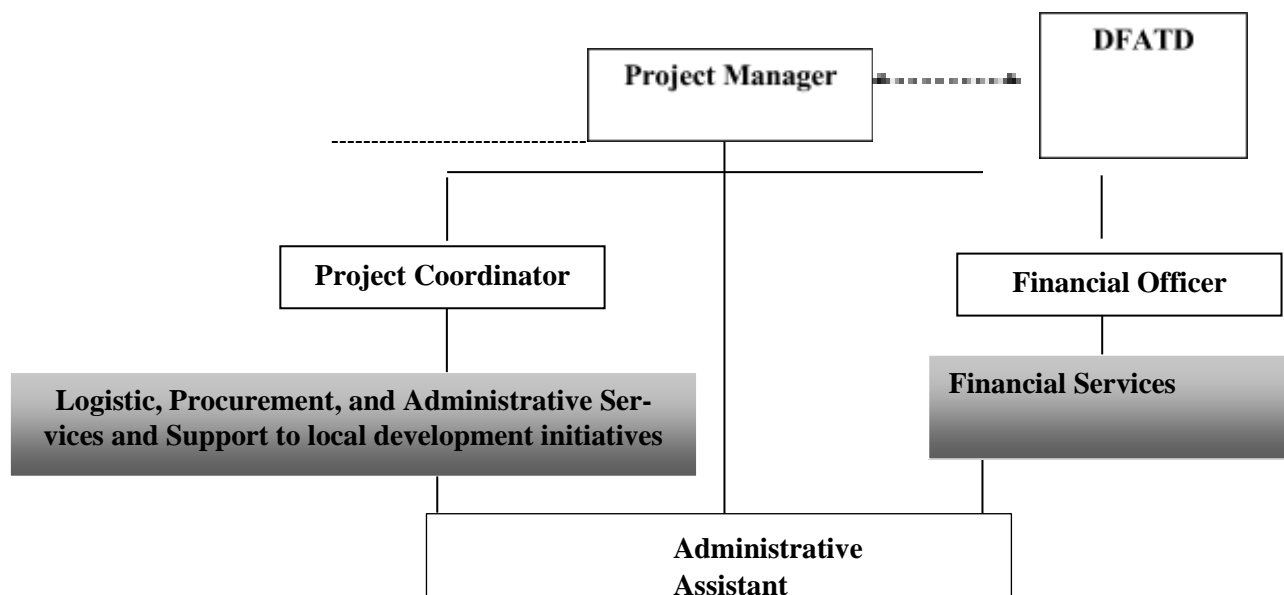 DFATD
Project Manager
Project Coordinator
Financial Officer
Logistic, Procurement, and Administrative Ser-
vices and Support to local development initiatives
Financial Services
Administrative
Assistant